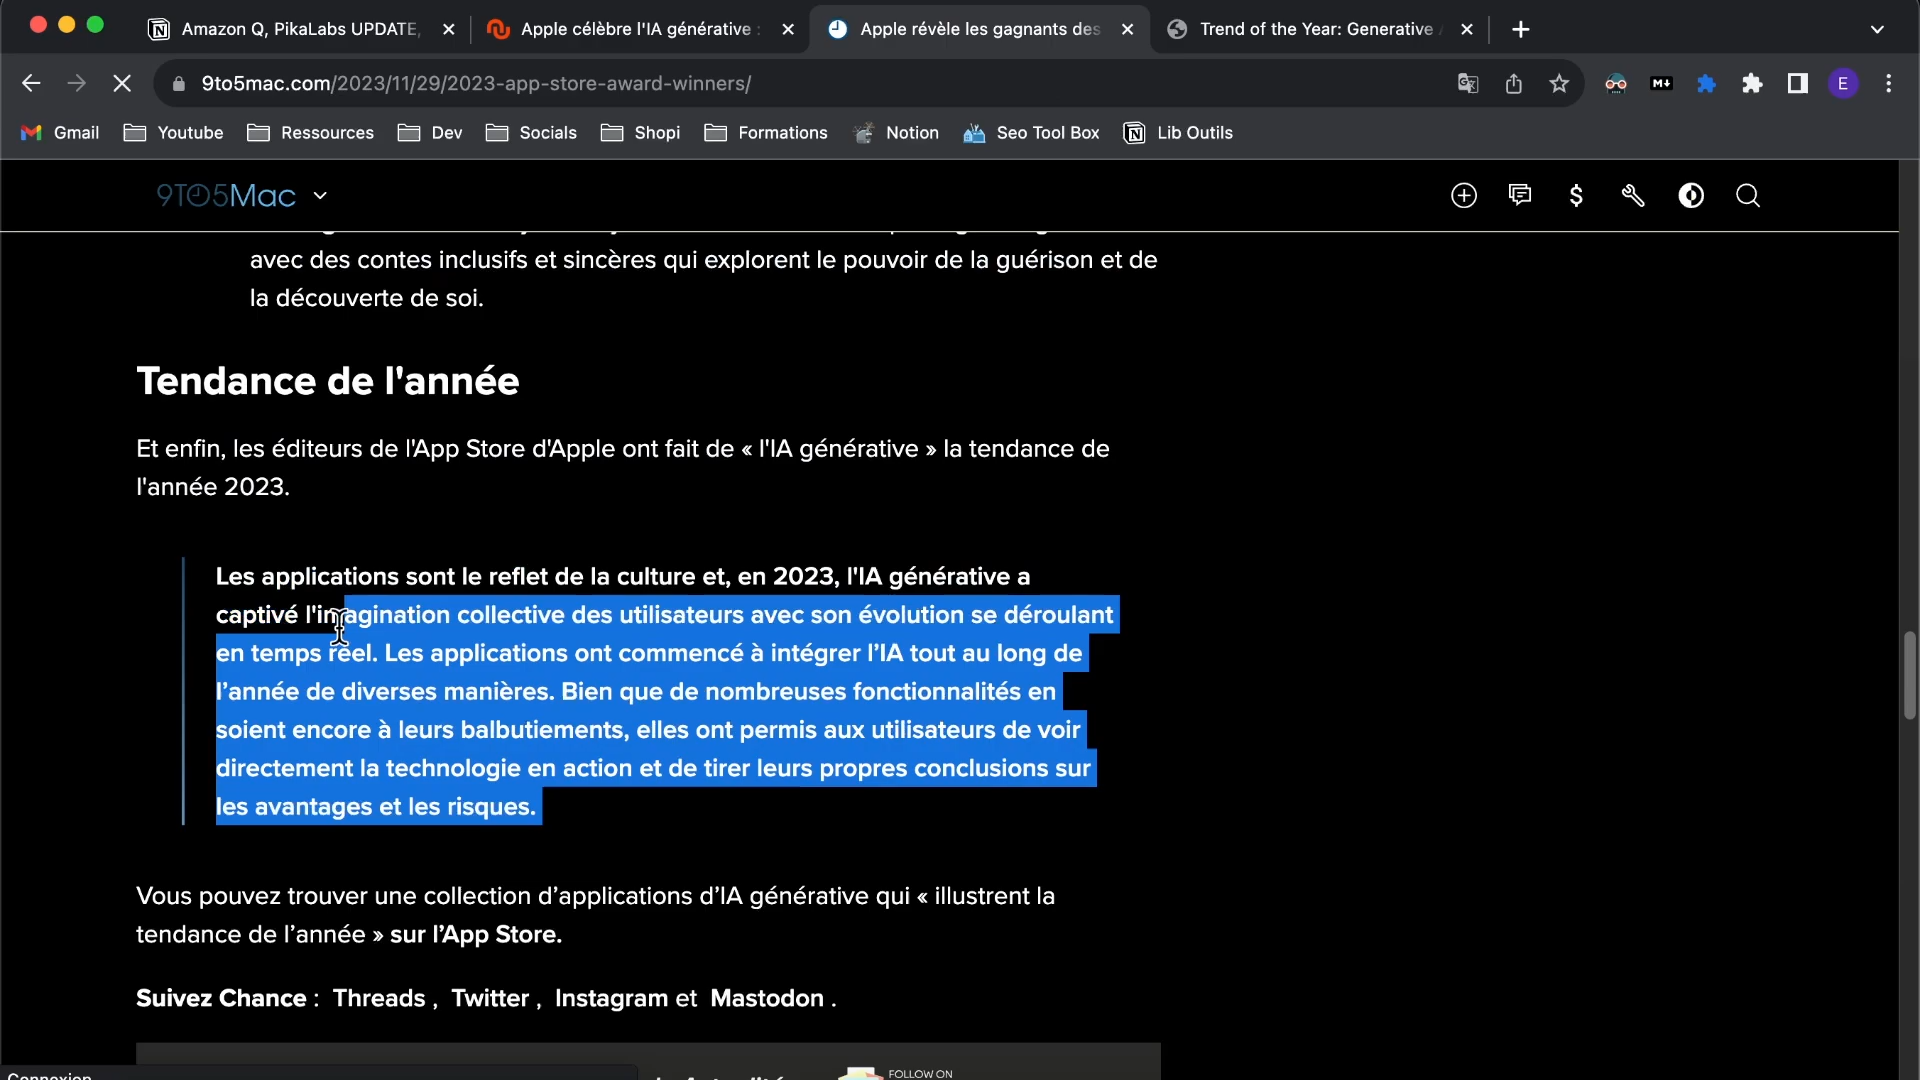 Amazon Q, PikaLabs UPDATE,
Apple célèbre l'IA générative :
Apple révèle les gagnants des
Trend of the Year: Generative
9to5mac.com/2023/11/29/2023-app-store-award-winners/
E
Gmail
Youtube
Ressources
Dev
Socials
Shopi
Formations
Notion
Seo Tool Box
Lib Outils
9TO5Mac
avec des contes inclusifs et sincères qui explorent le pouvoir de la guérison et de
la découverte de soi.
Tendance de l'année
Et enfin, les éditeurs de l'App Store d'Apple ont fait de « l'IA générative » la tendance de
l'année 2023.
Les applications sont le reflet de la culture et, en 2023, l'IA générative a
captivé l'imagination collective des utilisateurs avec son évolution se déroulant
en temps réel. Les applications ont commencé à intégrer l’IA tout au long de
l’année de diverses manières. Bien que de nombreuses fonctionnalités en
soient encore à leurs balbutiements, elles ont permis aux utilisateurs de voir
directement la technologie en action et de tirer leurs propres conclusions sur
les avantages et les risques.
Vous pouvez trouver une collection d’applications d’IA générative qui « illustrent la
tendance de l’année » sur l’App Store.
Suivez Chance : Threads , Twitter , Instagram et Mastodon .
FOLLOW ON